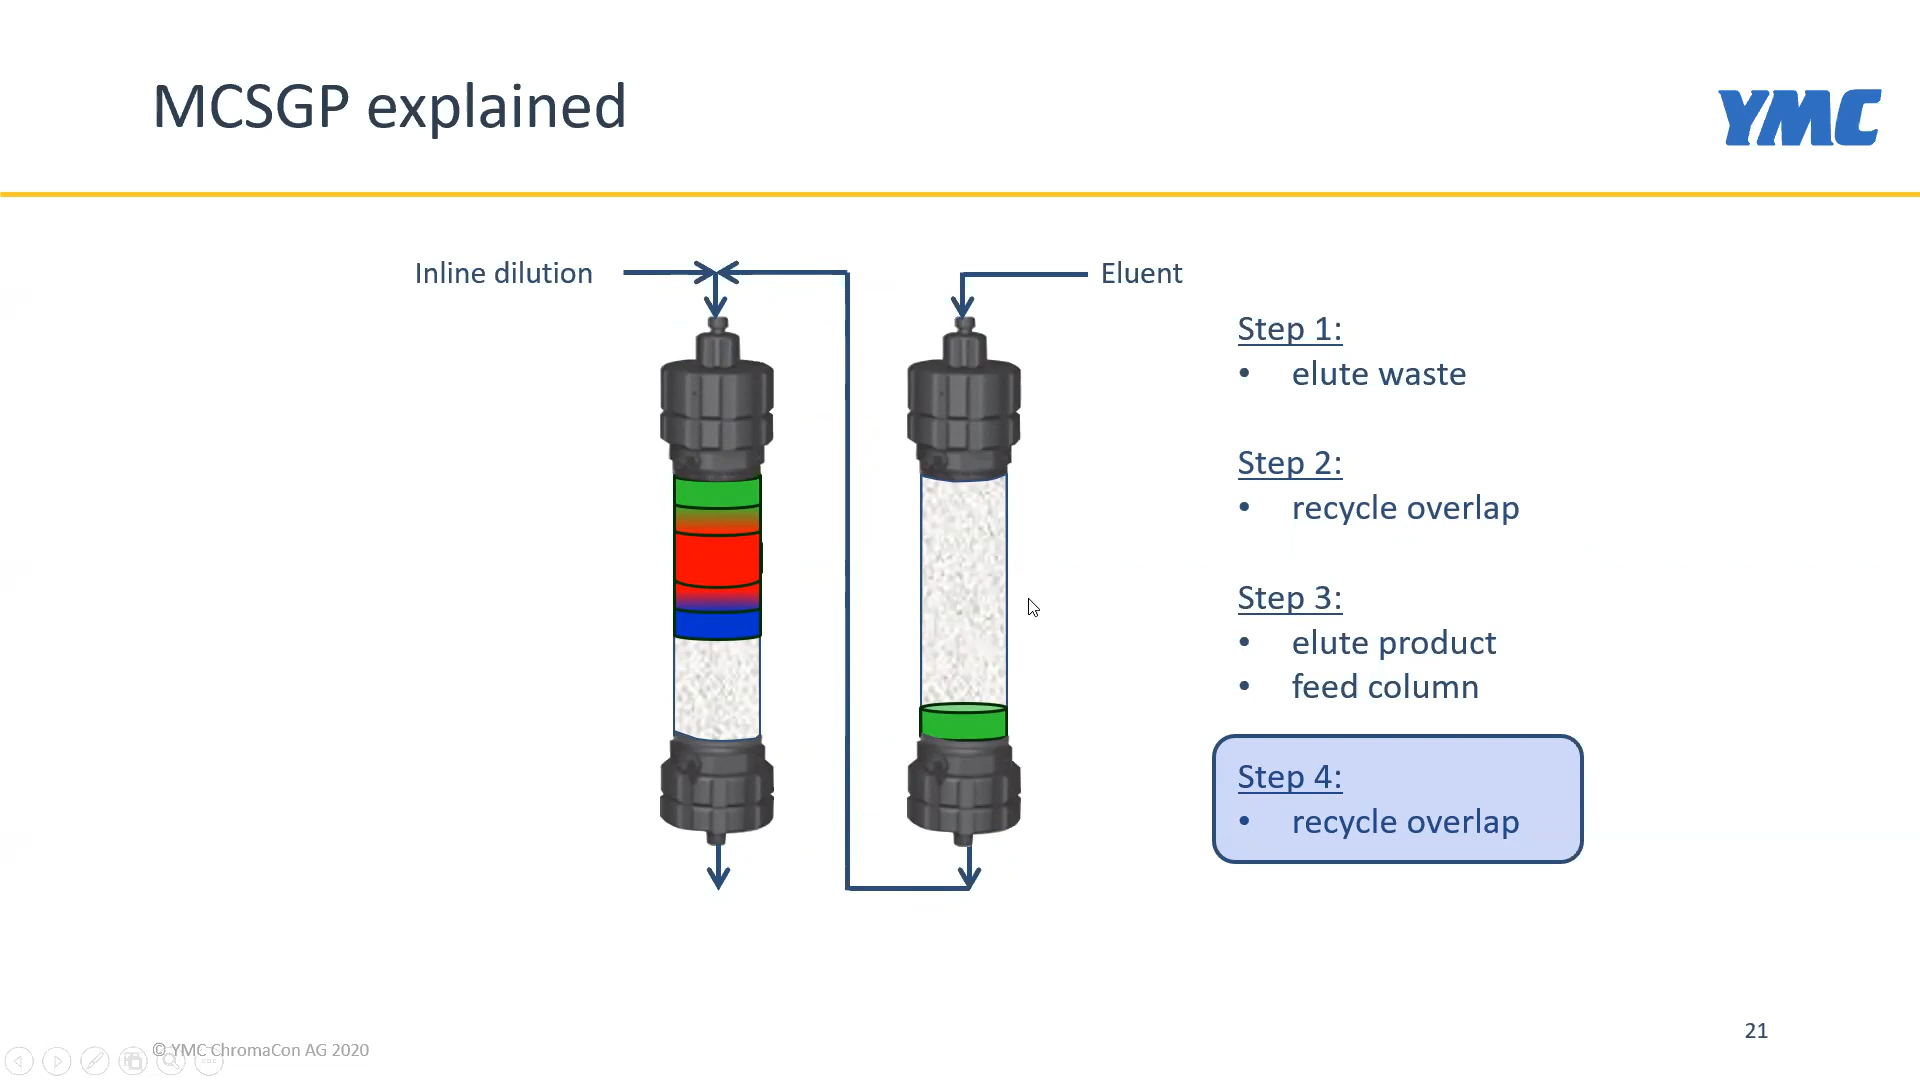 MCSGP explained
YMC
Inline dilution
Eluent
Step 1:
• elute waste
Step 2:
• recycle overlap
Step 3:
• elute product
• feed column
Step 4:
• recycle overlap
© YMC ChromaCon AG 2020
21